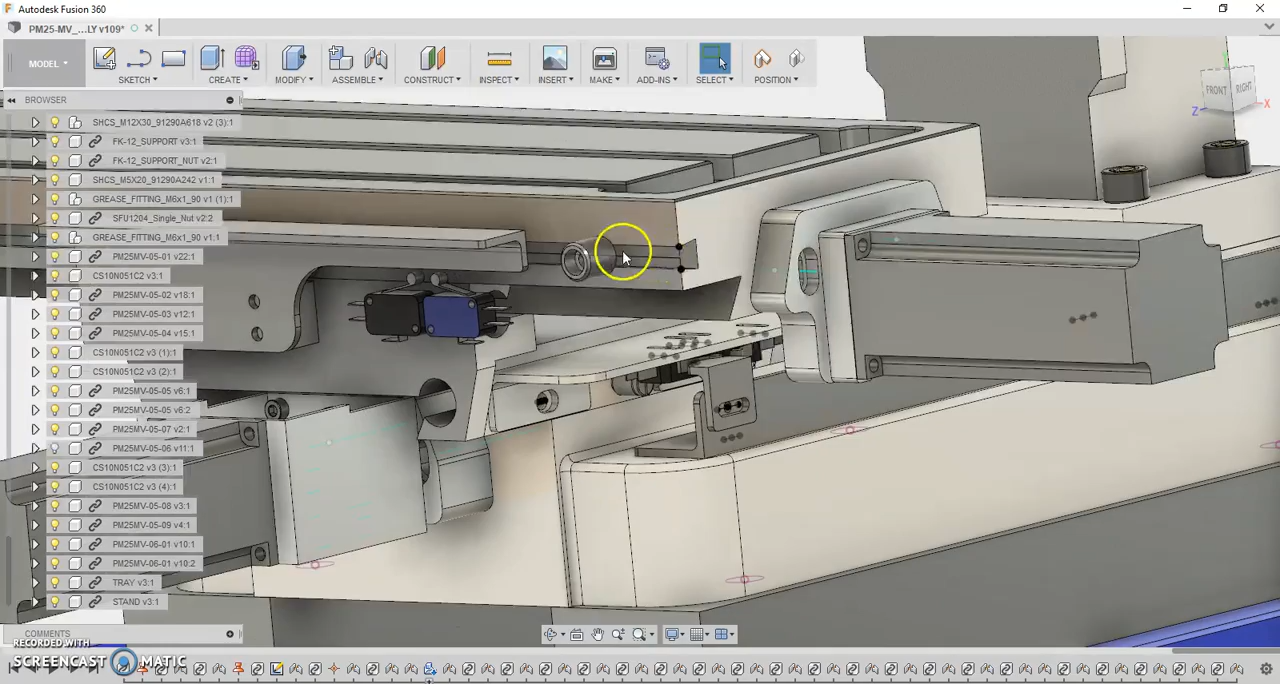 Autodesk Fusion 360
PM25-MV_...LY v109*
MODEL
SKETCH
CREATE
MODIFY
ASSEMBLE
CONSTRUCT
INSPECT
INSERT
MAKE
ADD-INS
SELECT
POSITION
BROWSER
FRONT
RIGHT
X
Z
SHCS_M12X30_91290A618 v2 (3):1
FK-12_SUPPORT v3:1
FK-12_SUPPORT_NUT v2:1
SHCS_M5X20_91290A242 v1:1
GREASE_FITTING_M6x1_90 v1 (1):1
SFU1204_Single_Nut v2:2
GREASE_FITTING_M6x1_90 v1:1
PM25MV-05-01 v22:1
CS10N051C2 v3:1
PM25MV-05-02 v18:1
PM25MV-05-03 v12:1
PM25MV-05-04 v15:1
CS10N051C2 v3 (1):1
CS10N051C2 v3 (2):1
PM25MV-05-05 v6:1
PM25MV-05-05 v6:2
PM25MV-05-07 v2:1
PM25MV-05-06 v11:1
CS10N051C2 v3 (3):1
CS10N051C2 v3 (4):1
PM25MV-05-08 v3:1
PM25MV-05-09 v4:1
PM25MV-06-01 v10:1
PM25MV-06-01 v10:2
TRAY v3:1
STAND v3:1
COMMENTS
RECORDED WITH
SCREENCAST MATIC